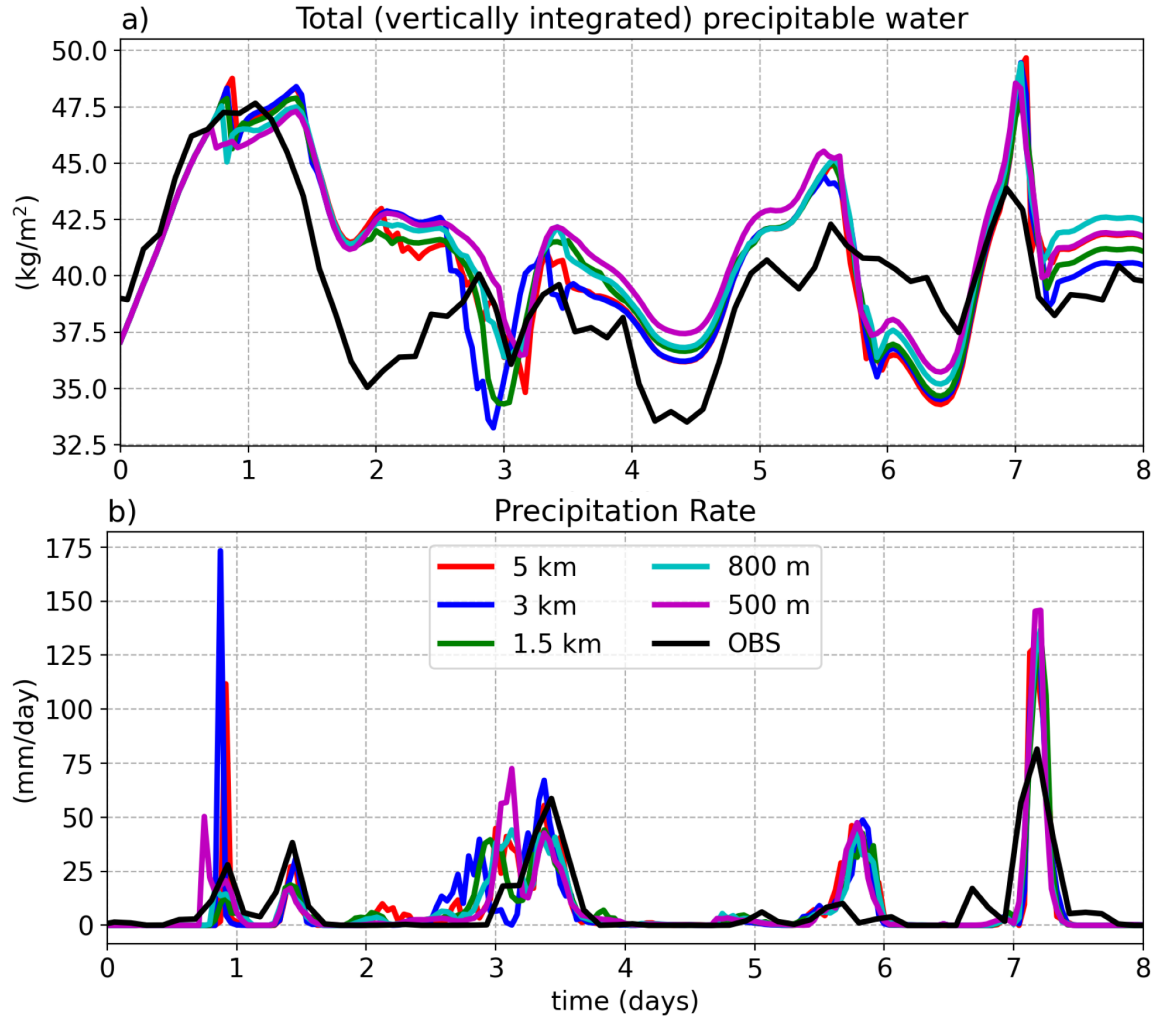 a) Total (vertically integrated) precipitable water
50.0
47.5
45.0
42.5
40.0
37.5
35.0
32.5
(kg/m²)
0 1 2 3 4 5 6 7 8
b) Precipitation Rate
175
150
125
100
75
50
25
0
(mm/day)
5 km 800 m
3 km 500 m
1.5 km OBS
0 1 2 3 4 5 6 7 8
time (days)